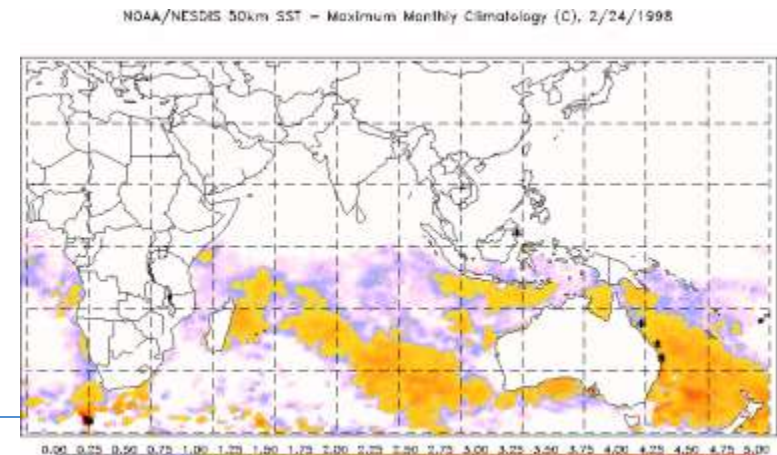 NOAA/NESDIS 50km SST - Maximum Monthly Climatology (C), 2/24/1998
0.00 0.25 0.50 0.75 1.00 1.25 1.50 1.75 2.00 2.25 2.50 2.75 3.00 3.25 3.50 3.75 4.00 4.25 4.50 4.75 5.00